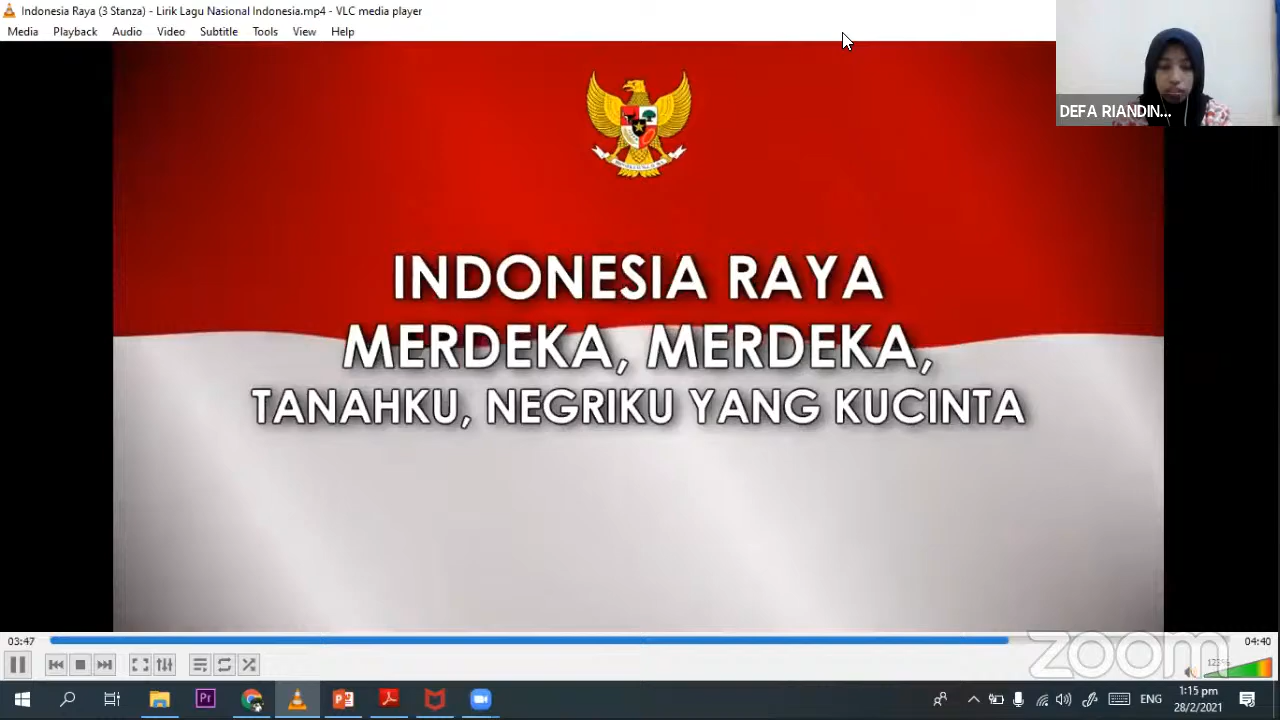 Indonesia Raya (3 Stanza) - Lirik Lagu Nasional Indonesia.mp4 - VLC media player
Media Playback Audio Video Subtitle Tools View Help
DEFA RIANDIN...
INDONESIA RAYA
MERDEKA, MERDEKA,
TANAHKU, NEGRIKU YANG KUCINTA
03:47
04:40
zoom
Pr
ENG
1:15 pm
28/2/2021